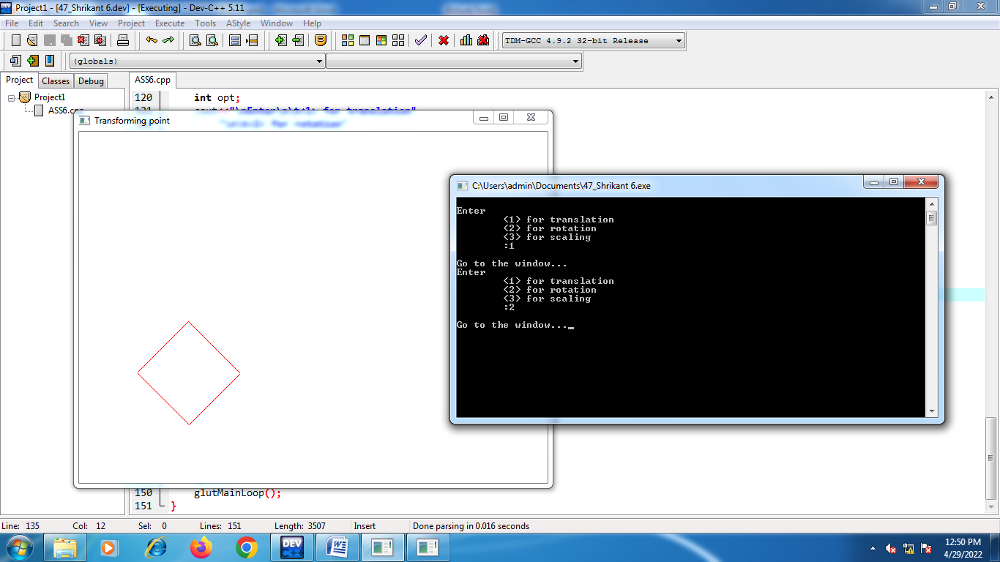 Project1 - [47_Shrikant 6.dev] - [Executing] - Dev-C++ 5.11
File Edit Search View Project Execute Tools AStyle Window Help
TDM-GCC 4.9.2 32-bit Release
(globals)
Project Classes Debug
ASS6.cpp
Project1
ASS6.cpp
120 int opt;
121 cout<<"\nEnter\n\t<1> for translation"
"\n\t<2> for rotation"
Transforming point
C:\Users\admin\Documents\47_Shrikant 6.exe
Enter
<1> for translation
<2> for rotation
<3> for scaling
:1
Go to the window...
Enter
<1> for translation
<2> for rotation
<3> for scaling
:2
Go to the window..._
150 glutMainLoop();
151 }
Line: 135 Col: 12 Sel: 0 Lines: 151 Length: 3507 Insert Done parsing in 0.016 seconds
DEV C++
W
12:50 PM
4/29/2022